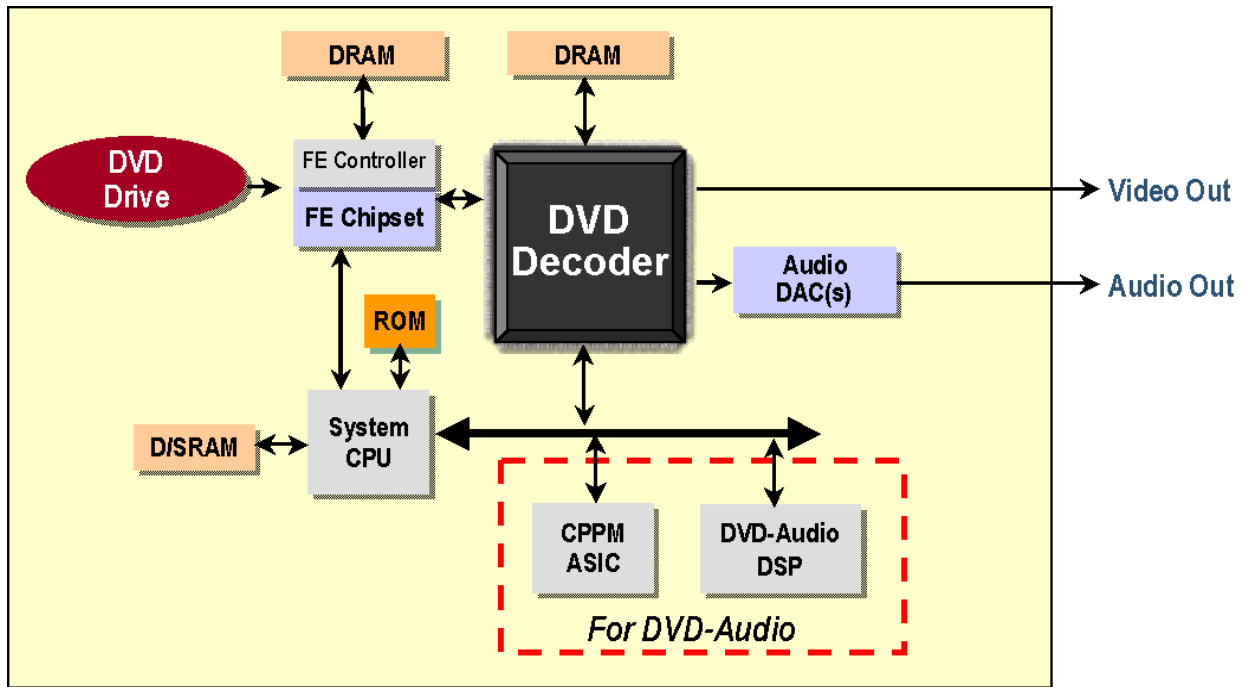 DRAM
DRAM
DVD
Drive
FE Controller
FE Chipset
DVD
Decoder
Video Out
Audio
DAC(s)
Audio Out
ROM
System
CPU
D/SRAM
CPPM
ASIC
DVD-Audio
DSP
For DVD-Audio